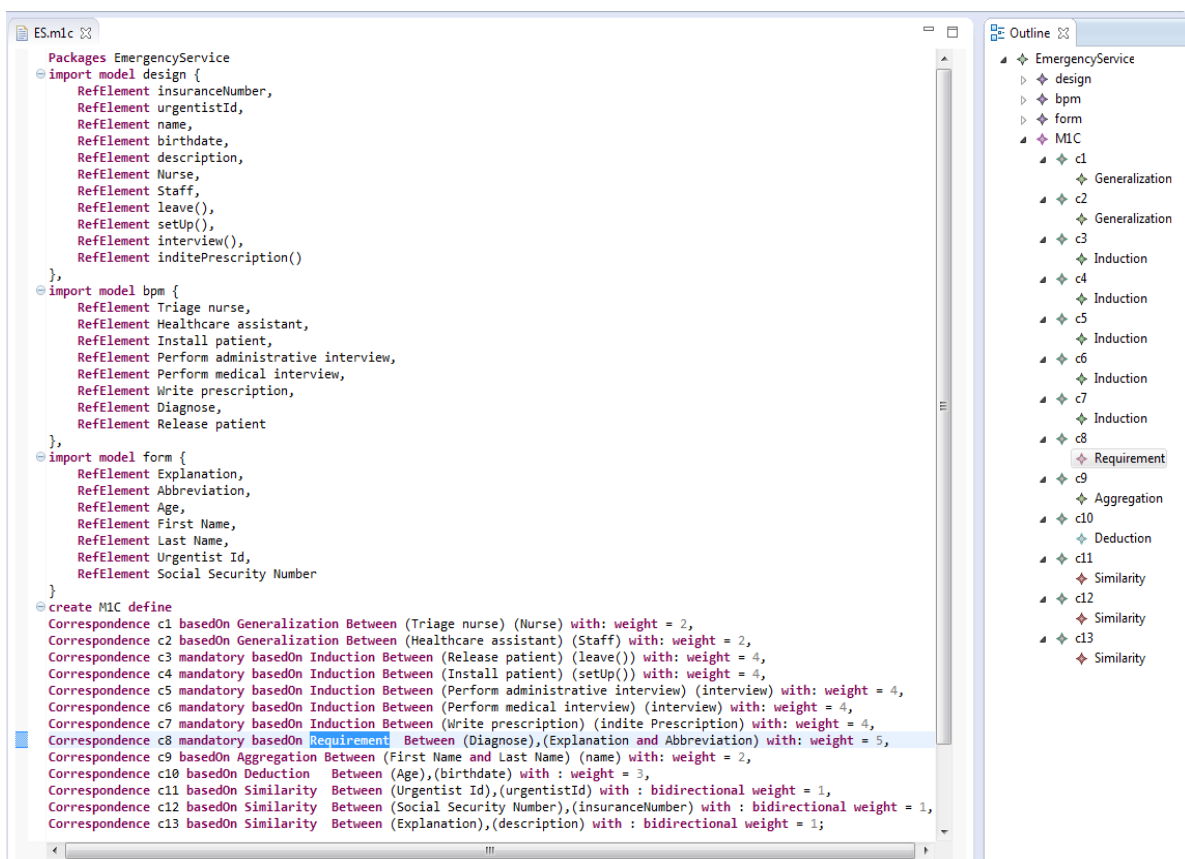 ES.m1c
Packages EmergencyService
import model design {
RefElement insuranceNumber,
RefElement urgentistId,
RefElement name,
RefElement birthdate,
RefElement description,
RefElement Nurse,
RefElement Staff,
RefElement leave(),
RefElement setUp(),
RefElement interview(),
RefElement inditePrescription()
},
import model bpm {
RefElement Triage nurse,
RefElement Healthcare assistant,
RefElement Install patient,
RefElement Perform administrative interview,
RefElement Perform medical interview,
RefElement Write prescription,
RefElement Diagnose,
RefElement Release patient
},
import model form {
RefElement Explanation,
RefElement Abbreviation,
RefElement Age,
RefElement First Name,
RefElement Last Name,
RefElement Urgentist Id,
RefElement Social Security Number
}
create M1C define
Correspondence c1 basedOn Generalization Between (Triage nurse) (Nurse) with: weight = 2,
Correspondence c2 basedOn Generalization Between (Healthcare assistant) (Staff) with: weight = 2,
Correspondence c3 mandatory basedOn Induction Between (Release patient) (leave()) with: weight = 4,
Correspondence c4 mandatory basedOn Induction Between (Install patient) (setUp()) with: weight = 4,
Correspondence c5 mandatory basedOn Induction Between (Perform administrative interview) (interview) with: weight = 4,
Correspondence c6 mandatory basedOn Induction Between (Perform medical interview) (interview) with: weight = 4,
Correspondence c7 mandatory basedOn Induction Between (Write prescription) (indite Prescription) with: weight = 4,
Correspondence c8 mandatory basedOn Requirement Between (Diagnose),(Explanation and Abbreviation) with: weight = 5,
Correspondence c9 basedOn Aggregation Between (First Name and Last Name) (name) with: weight = 2,
Correspondence c10 basedOn Deduction Between (Age),(birthdate) with : weight = 3,
Correspondence c11 basedOn Similarity Between (Urgentist Id),(urgentistId) with : bidirectional weight = 1,
Correspondence c12 basedOn Similarity Between (Social Security Number),(insuranceNumber) with : bidirectional weight = 1,
Correspondence c13 basedOn Similarity Between (Explanation),(description) with : bidirectional weight = 1;
Outline
EmergencyService
design
bpm
form
M1C
c1
Generalization
c2
Generalization
c3
Induction
c4
Induction
c5
Induction
c6
Induction
c7
Induction
c8
Requirement
c9
Aggregation
c10
Deduction
c11
Similarity
c12
Similarity
c13
Similarity